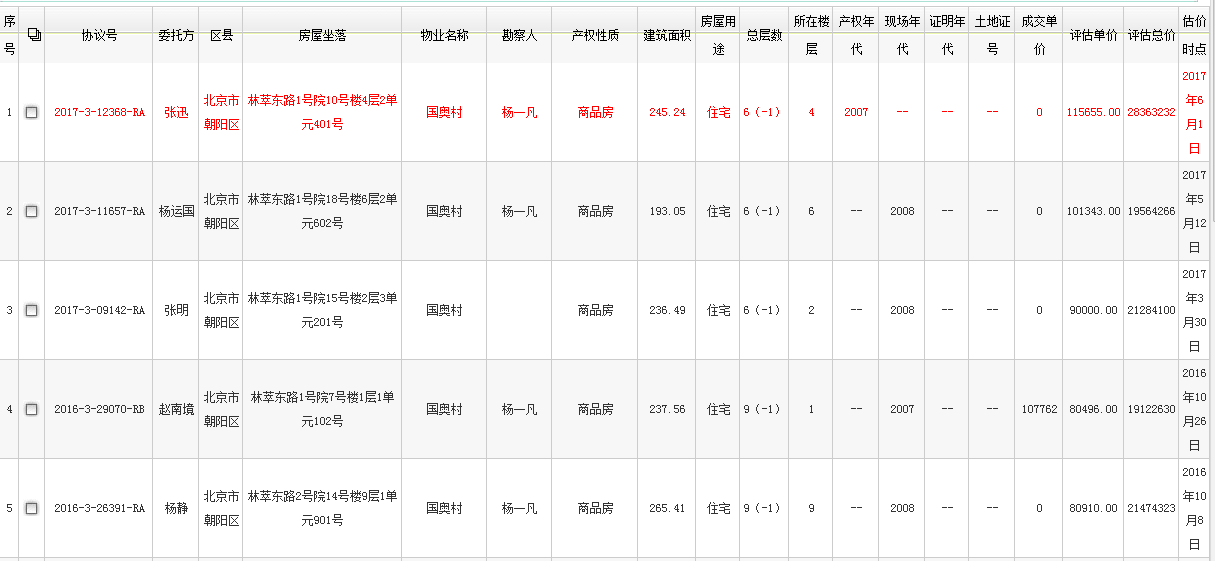 序号 协议号 委托方 区县 房屋坐落 物业名称 勘察人 产权性质 建筑面积 房屋用途 总层数 所在楼层 产权年代 现场年代 证明年代 土地证号 成交单价 评估单价 评估总价 估价时点
1 2017-3-12368-RA 张迅 北京市朝阳区 林萃东路1号院10号楼4层2单元401号 国奥村 杨一凡 商品房 245.24 住宅 6（-1） 4 2007 -- -- -- 0 115655.00 28363232 2017年6月1日
2 2017-3-11657-RA 杨运国 北京市朝阳区 林萃东路1号院18号楼6层2单元602号 国奥村 杨一凡 商品房 193.05 住宅 6（-1） 6 -- 2008 -- -- 0 101343.00 19564266 2017年5月12日
3 2017-3-09142-RA 张明 北京市朝阳区 林萃东路1号院15号楼2层3单元201号 国奥村 商品房 236.49 住宅 6（-1） 2 -- 2008 -- -- 0 90000.00 21284100 2017年3月30日
4 2016-3-29070-RB 赵南境 北京市朝阳区 林萃东路1号院7号楼1层1单元102号 国奥村 杨一凡 商品房 237.56 住宅 9（-1） 1 -- 2007 -- -- 107762 80496.00 19122630 2016年10月26日
5 2016-3-26391-RA 杨静 北京市朝阳区 林萃东路2号院14号楼9层1单元901号 国奥村 杨一凡 商品房 265.41 住宅 9（-1） 9 -- 2008 -- -- 0 80910.00 21474323 2016年10月8日